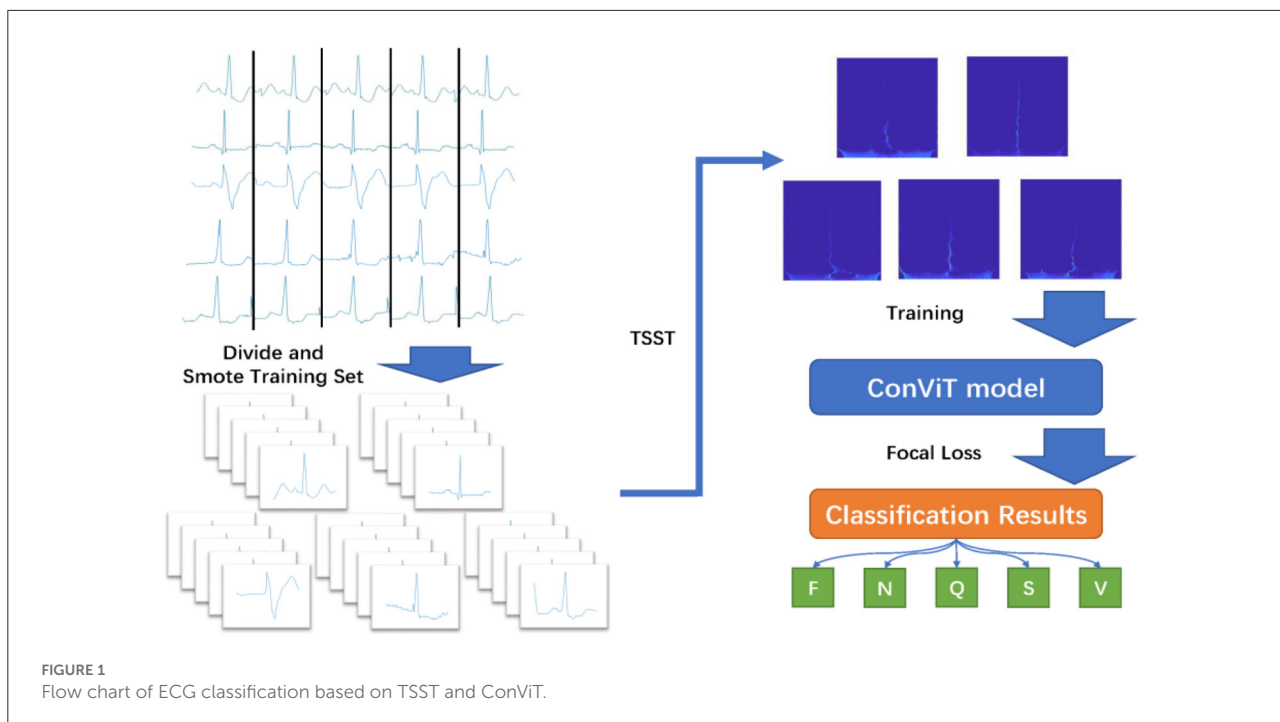 Divide and
Smote Training Set
TSST
Training
ConViT model
Focal Loss
Classification Results
F
N
Q
S
V
FIGURE 1
Flow chart of ECG classification based on TSST and ConViT.